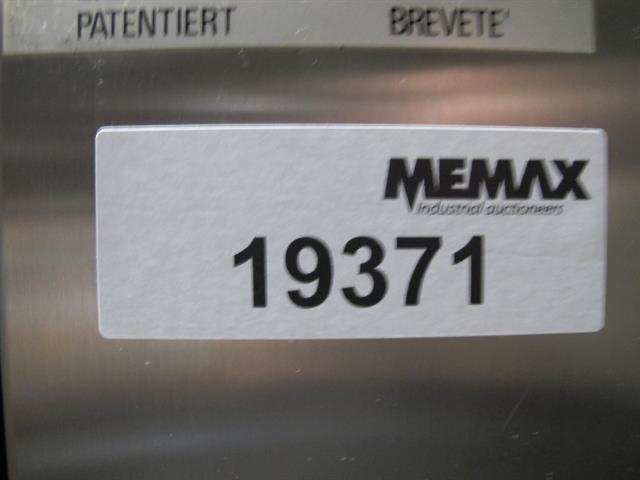 PATENTIERT BREVETE'
MEMAX
Industrial auctioneers
19371